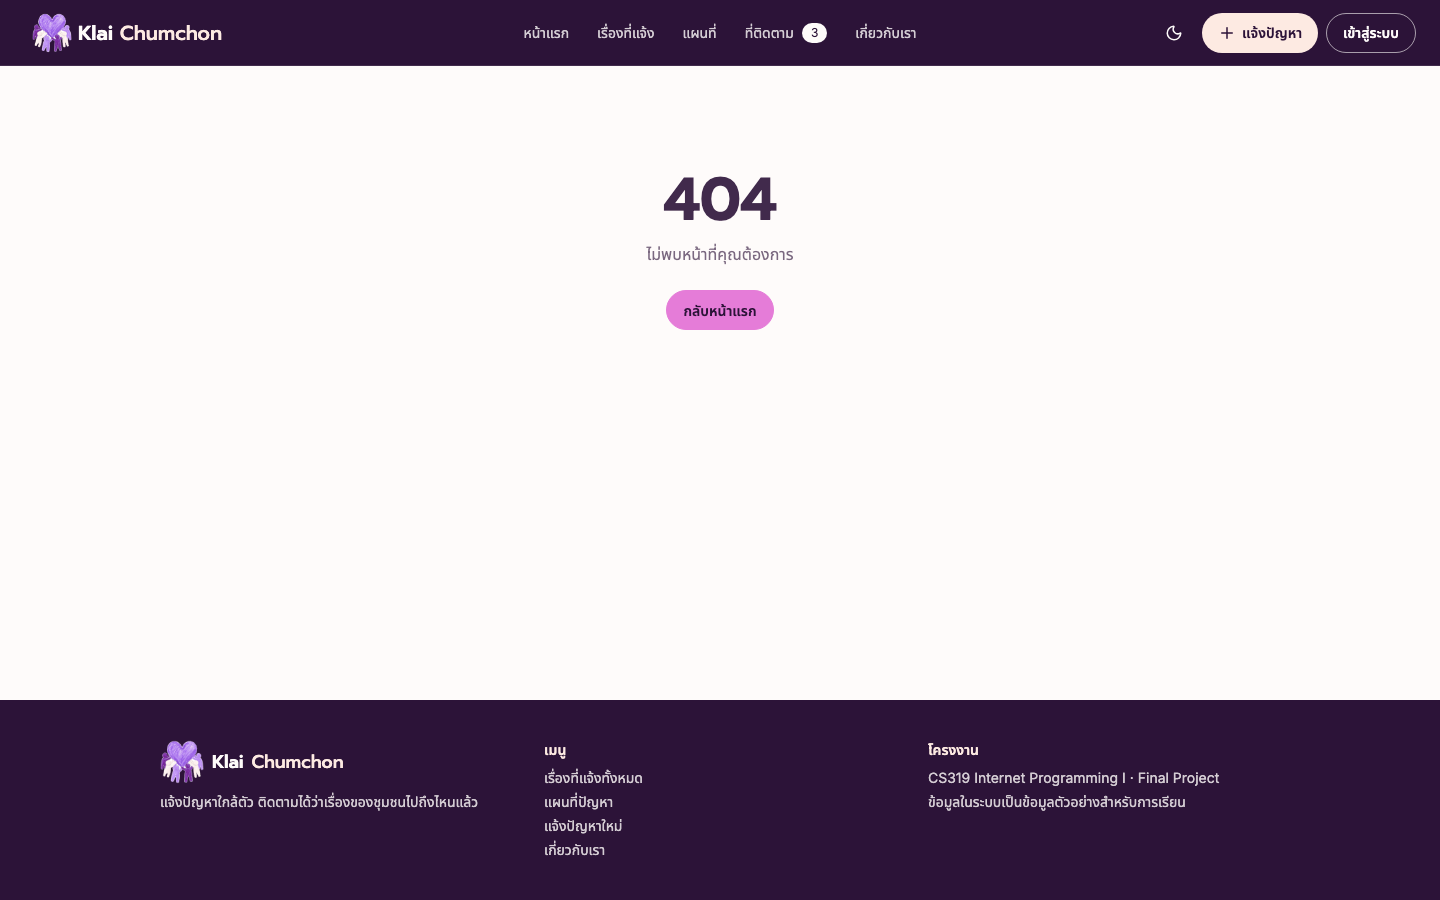 Klai Chumchon
หน้าแรก
เรื่องที่แจ้ง
แผนที่
ที่ติดตาม 3
เกี่ยวกับเรา
แจ้งปัญหา
เข้าสู่ระบบ
404
ไม่พบหน้าที่คุณต้องการ
กลับหน้าแรก
Klai Chumchon
แจ้งปัญหาใกล้ตัว ติดตามได้ว่าเรื่องของชุมชนไปถึงไหนแล้ว
เมนู
เรื่องที่แจ้งทั้งหมด
แผนที่ปัญหา
แจ้งปัญหาใหม่
เกี่ยวกับเรา
โครงงาน
CS319 Internet Programming I · Final Project
ข้อมูลในระบบเป็นข้อมูลตัวอย่างสำหรับการเรียน